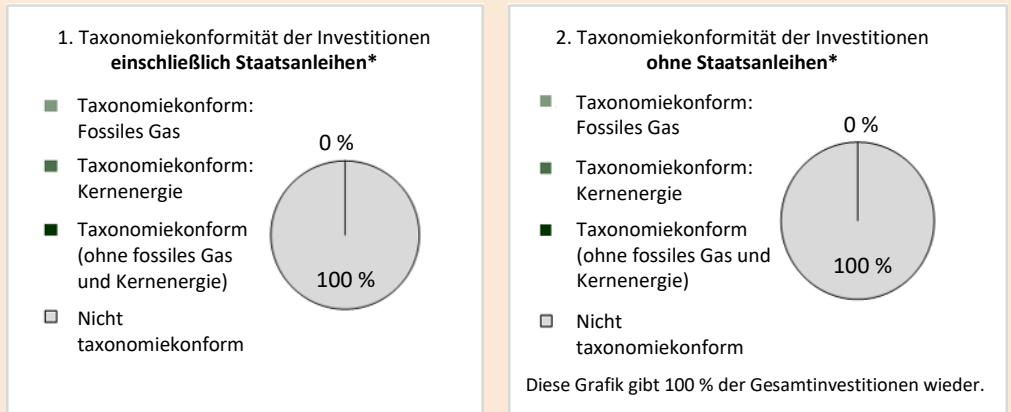 1. Taxonomiekonformität der Investitionen
einschließlich Staatsanleihen*
Taxonomiekonform:
Fossiles Gas
Taxonomiekonform:
Kernenergie
Taxonomiekonform
(ohne fossiles Gas
und Kernenergie)
Nicht
taxonomiekonform
0 %
100 %
2. Taxonomiekonformität der Investitionen
ohne Staatsanleihen*
Taxonomiekonform:
Fossiles Gas
Taxonomiekonform:
Kernenergie
Taxonomiekonform
(ohne fossiles Gas und
Kernenergie)
Nicht
taxonomiekonform
0 %
100 %
Diese Grafik gibt 100 % der Gesamtinvestitionen wieder.